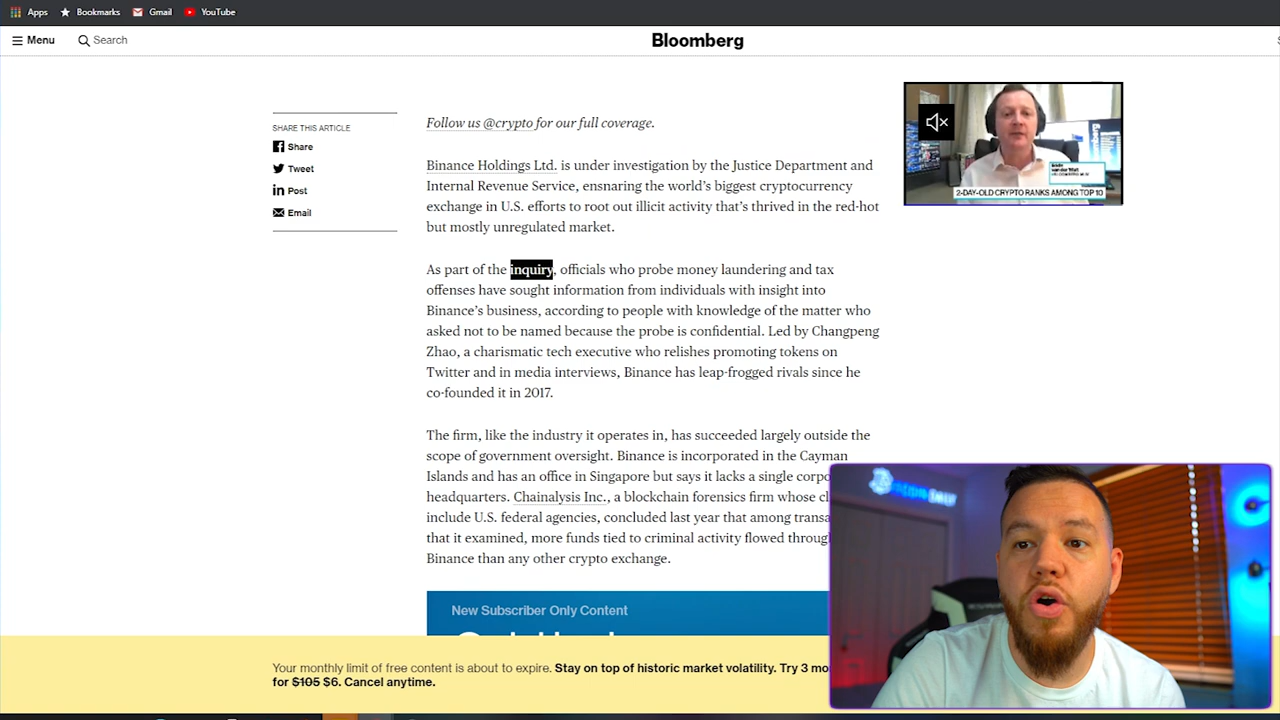 Apps Bookmarks Gmail YouTube
Menu Search Bloomberg
SHARE THIS ARTICLE
Share
Tweet
Post
Email
Follow us @crypto for our full coverage.
Binance Holdings Ltd. is under investigation by the Justice Department and
Internal Revenue Service, ensnaring the world's biggest cryptocurrency
exchange in U.S. efforts to root out illicit activity that's thrived in the red-hot
but mostly unregulated market.
As part of the inquiry, officials who probe money laundering and tax
offenses have sought information from individuals with insight into
Binance's business, according to people with knowledge of the matter who
asked not to be named because the probe is confidential. Led by Changpeng
Zhao, a charismatic tech executive who relishes promoting tokens on
Twitter and in media interviews, Binance has leap-frogged rivals since he
co-founded it in 2017.
The firm, like the industry it operates in, has succeeded largely outside the
scope of government oversight. Binance is incorporated in the Cayman
Islands and has an office in Singapore but says it lacks a single corpo
headquarters. Chainalysis Inc., a blockchain forensics firm whose cl
include U.S. federal agencies, concluded last year that among transa
that it examined, more funds tied to criminal activity flowed throug
Binance than any other crypto exchange.
2-DAY-OLD CRYPTO RANKS AMONG TOP 10
New Subscriber Only Content
Your monthly limit of free content is about to expire. Stay on top of historic market volatility. Try 3 mo
for $105 $6. Cancel anytime.